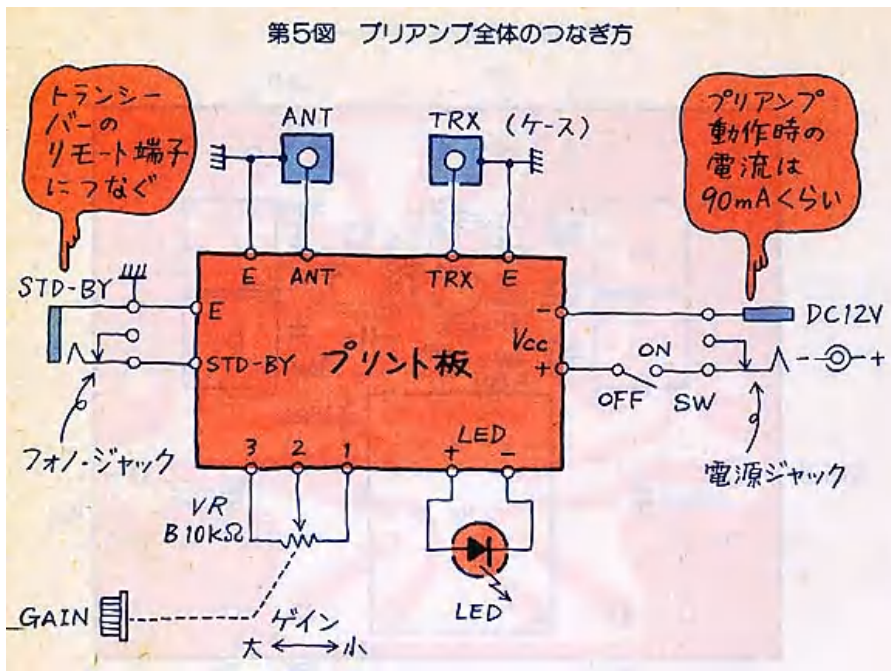 第5図 プリアンプ全体のつなぎ方
トランシー
バーの
リモート端子
につなぐ
ANT
TRX (ケース)
プリアンプ
動作時の
電流は
90mAくらい
E ANT TRX E
STD-BY
E
STD-BY
プリント板
-
Vcc
+
ON
OFF SW
DC12V
- +
フォノ・ジャック
電源ジャック
3 2 1
LED
+ -
VR
B10KΩ
LED
GAIN
ゲイン
大 小